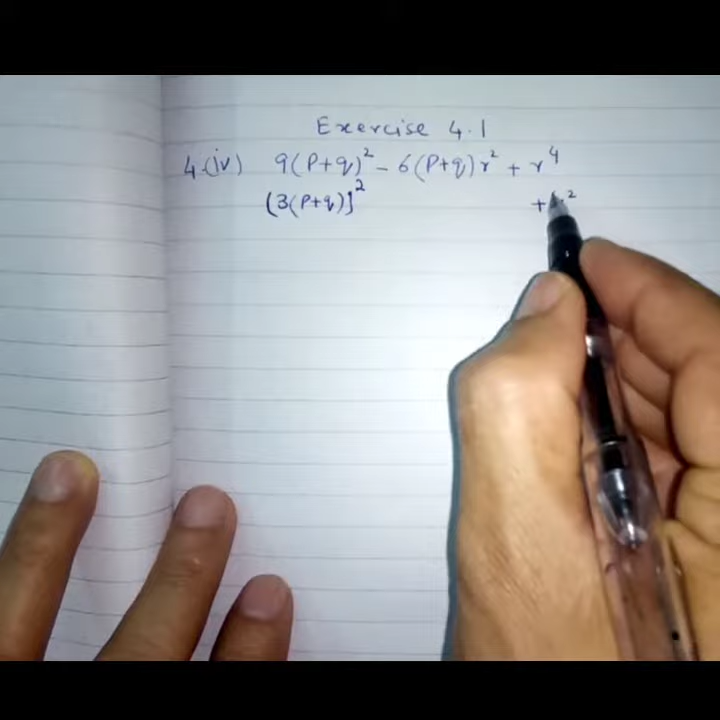 Exercise 4.1
4.(iv) 9(p+q)² - 6(p+q)r² + r⁴
(3(p+q)]² +